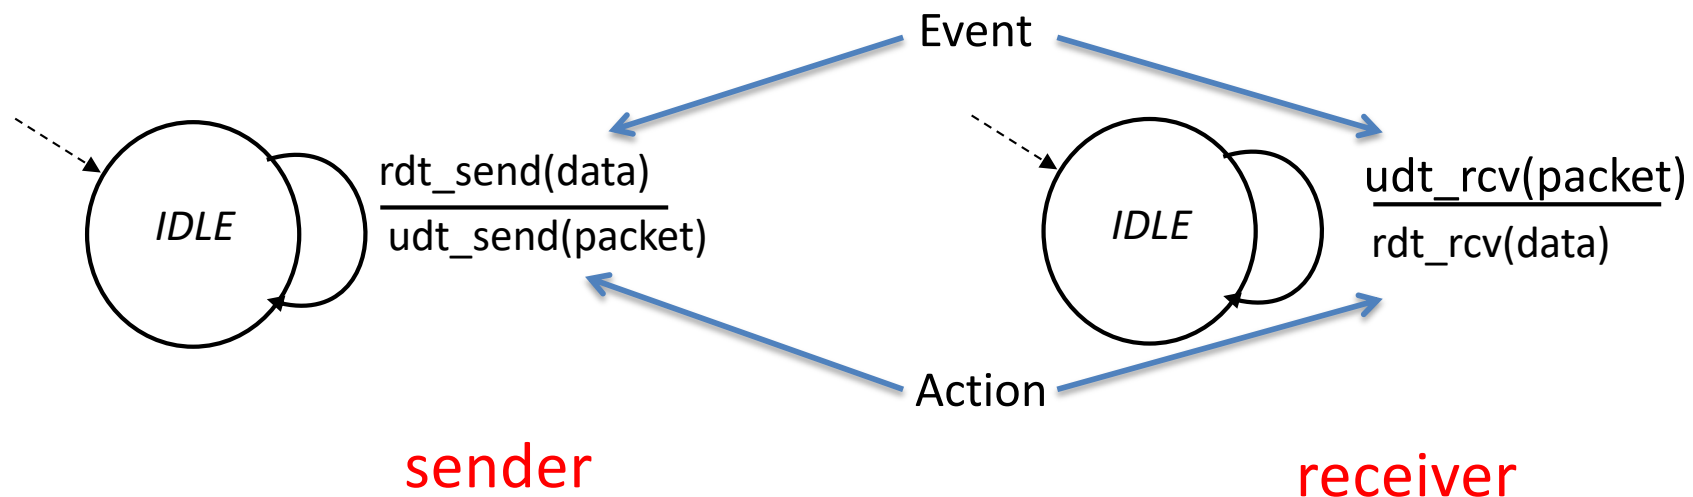 Event
rdt_send(data)
udt_send(packet)
IDLE
udt_rcv(packet)
rdt_rcv(data)
IDLE
Action
sender
receiver